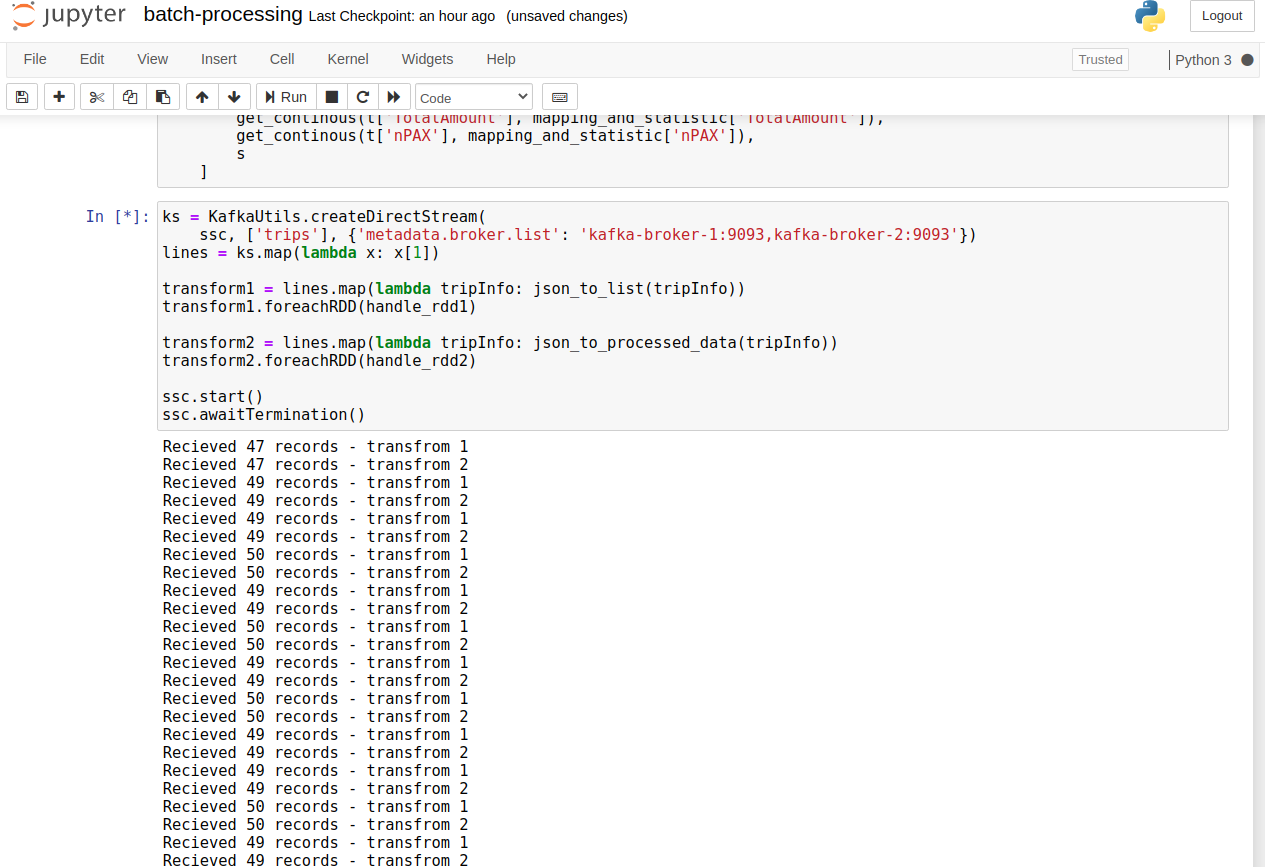 jupyter batch-processing Last Checkpoint: an hour ago (unsaved changes) Logout
File Edit View Insert Cell Kernel Widgets Help Trusted Python 3
Run Code
get_continous(t['TotalAmount'], mapping_and_statistic['TotalAmount']),
get_continous(t['nPAX'], mapping_and_statistic['nPAX']),
s
]
In [*]: ks = KafkaUtils.createDirectStream(
ssc, ['trips'], {'metadata.broker.list': 'kafka-broker-1:9093,kafka-broker-2:9093'})
lines = ks.map(lambda x: x[1])
transform1 = lines.map(lambda tripInfo: json_to_list(tripInfo))
transform1.foreachRDD(handle_rdd1)
transform2 = lines.map(lambda tripInfo: json_to_processed_data(tripInfo))
transform2.foreachRDD(handle_rdd2)
ssc.start()
ssc.awaitTermination()
Recieved 47 records - transfrom 1
Recieved 47 records - transfrom 2
Recieved 49 records - transfrom 1
Recieved 49 records - transfrom 2
Recieved 49 records - transfrom 1
Recieved 49 records - transfrom 2
Recieved 50 records - transfrom 1
Recieved 50 records - transfrom 2
Recieved 49 records - transfrom 1
Recieved 49 records - transfrom 2
Recieved 50 records - transfrom 1
Recieved 50 records - transfrom 2
Recieved 49 records - transfrom 1
Recieved 49 records - transfrom 2
Recieved 50 records - transfrom 1
Recieved 50 records - transfrom 2
Recieved 49 records - transfrom 1
Recieved 49 records - transfrom 2
Recieved 49 records - transfrom 1
Recieved 49 records - transfrom 2
Recieved 50 records - transfrom 1
Recieved 50 records - transfrom 2
Recieved 49 records - transfrom 1
Recieved 49 records - transfrom 2